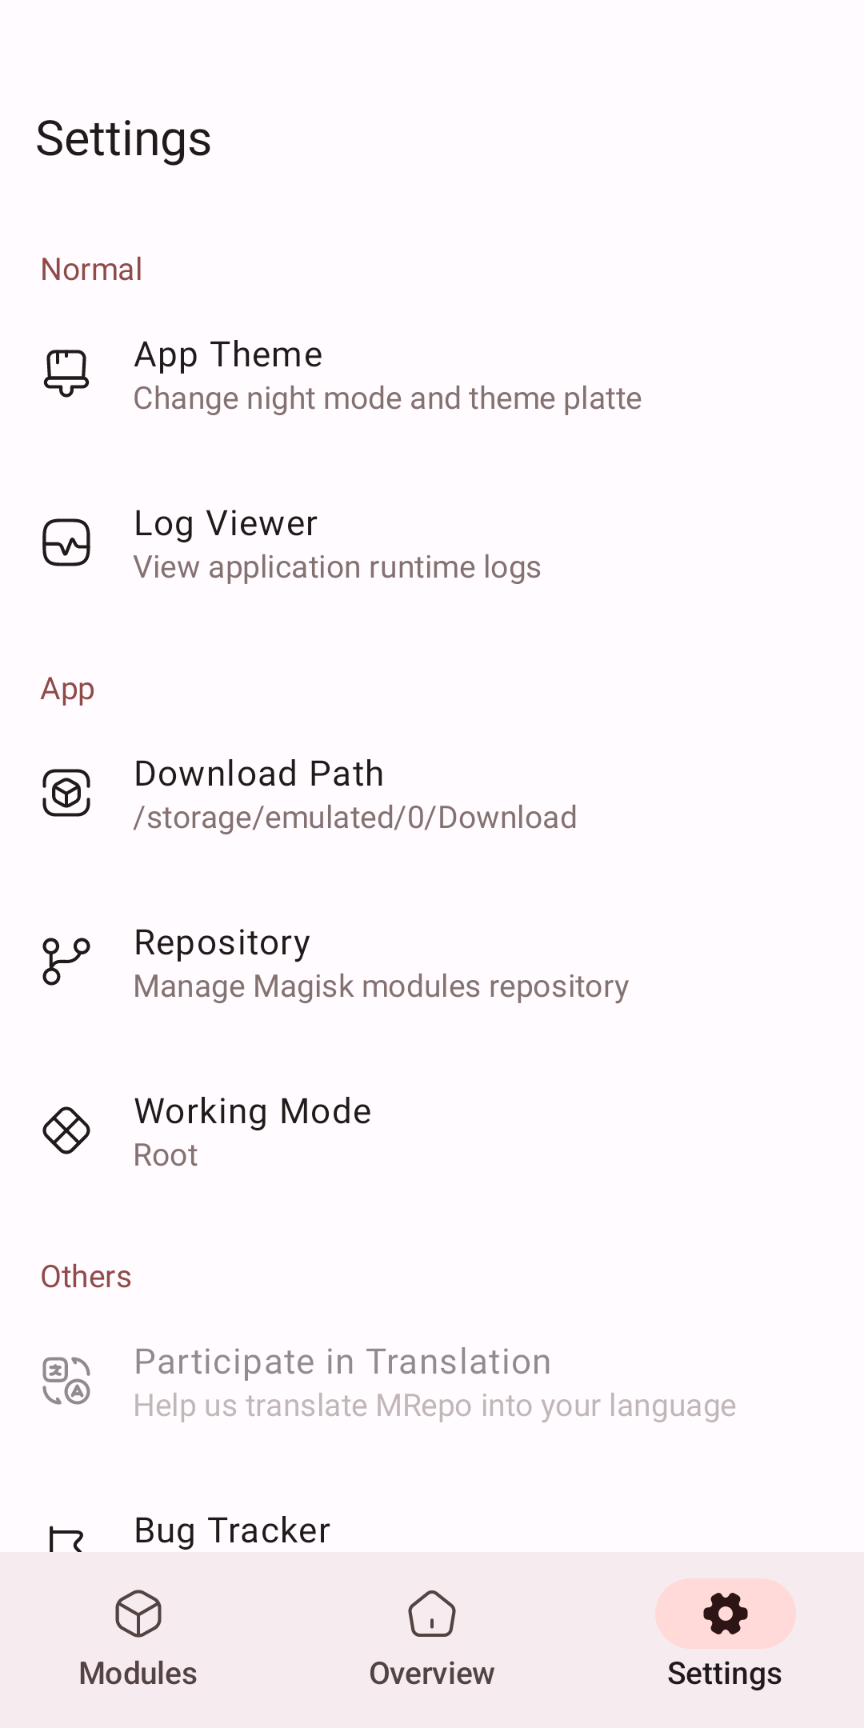 Settings
Normal
App Theme
Change night mode and theme platte
Log Viewer
View application runtime logs
App
Download Path
/storage/emulated/0/Download
Repository
Manage Magisk modules repository
Working Mode
Root
Others
Participate in Translation
Help us translate MRepo into your language
Bug Tracker
Modules
Overview
Settings